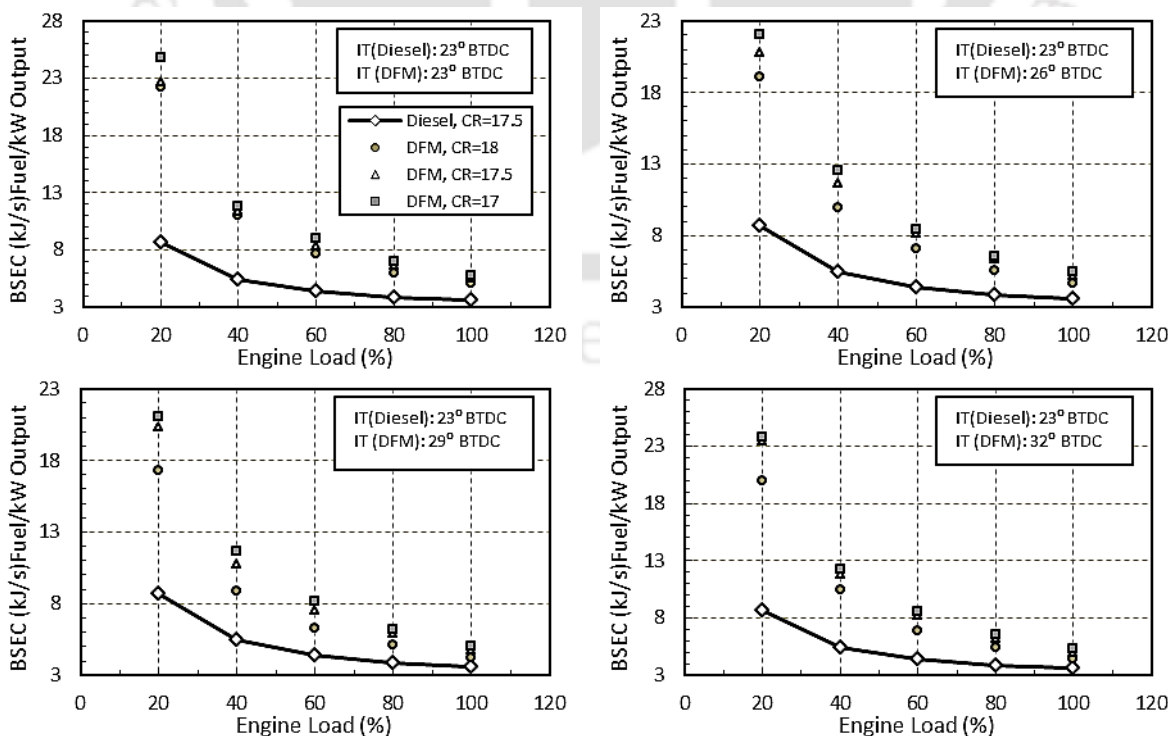 28
23
18
13
8
3
BSEC (kJ/s)Fuel/kW Output
IT(Diesel): 23° BTDC
IT (DFM): 23° BTDC
Diesel, CR=17.5
DFM, CR=18
DFM, CR=17.5
DFM, CR=17
0 20 40 60 80 100 120
Engine Load (%)
23
18
13
8
3
BSEC (kJ/s)Fuel/kW Output
IT(Diesel): 23° BTDC
IT (DFM): 26° BTDC
0 20 40 60 80 100 120
Engine Load (%)
23
18
13
8
3
BSEC (kJ/s)Fuel/kW Output
IT(Diesel): 23° BTDC
IT (DFM): 29° BTDC
0 20 40 60 80 100 120
Engine Load (%)
28
23
18
13
8
3
BSEC (kJ/s)Fuel/kW Output
IT(Diesel): 23° BTDC
IT (DFM): 32° BTDC
0 20 40 60 80 100 120
Engine Load (%)